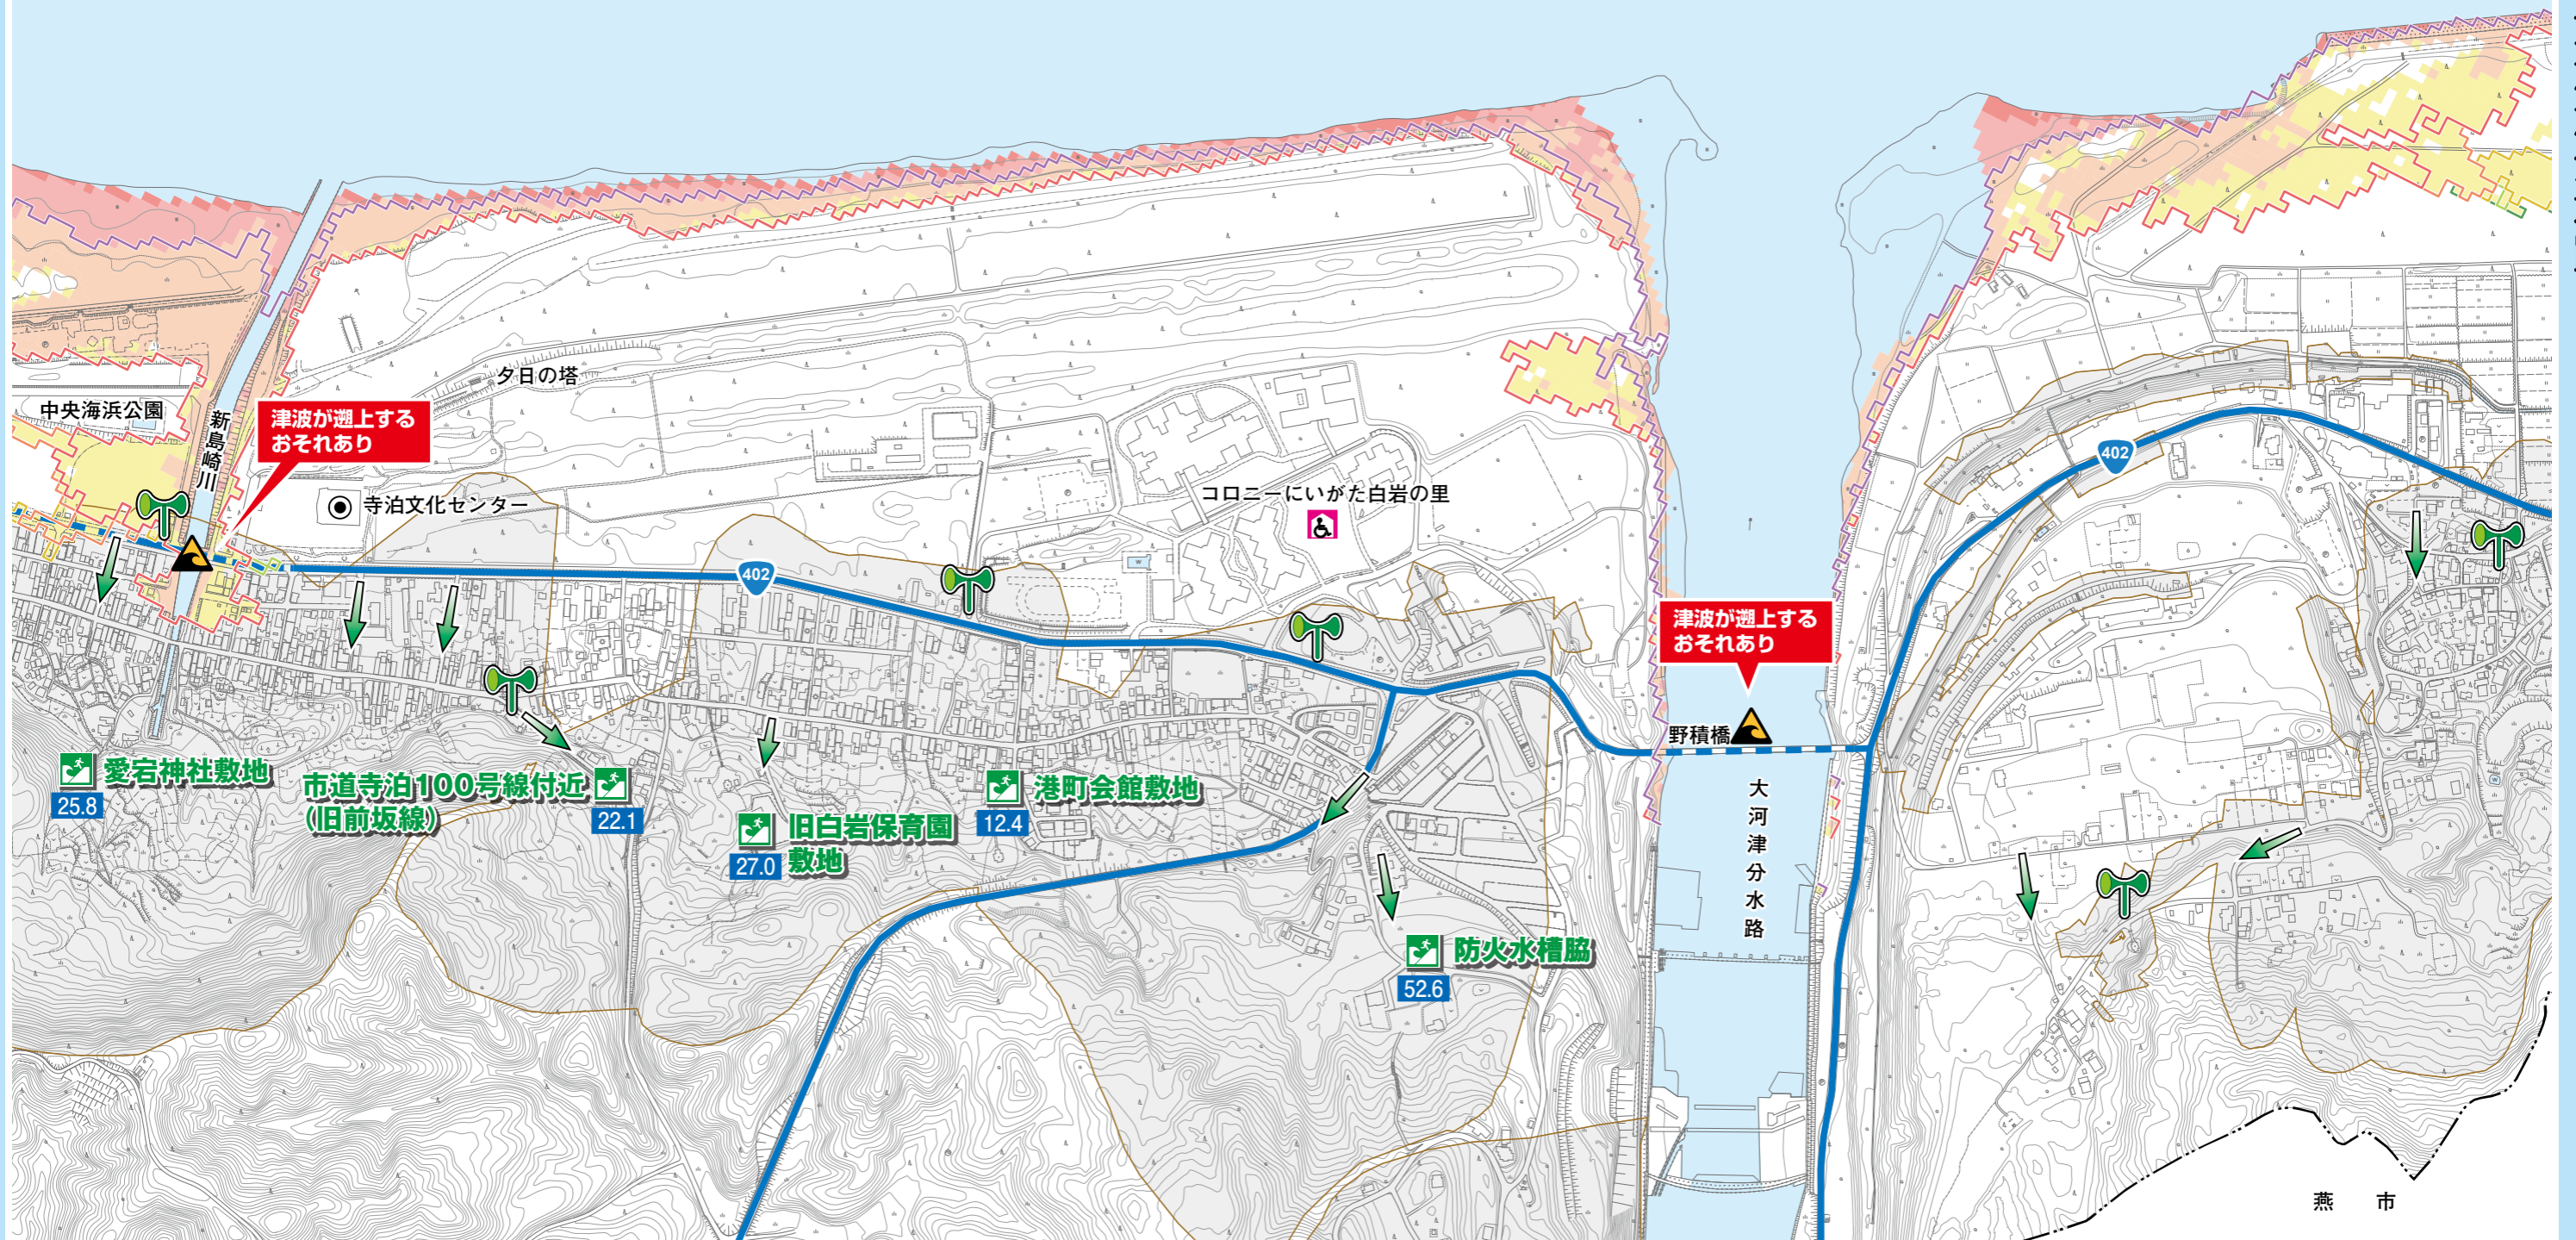 夕日の塔
中央海浜公園
新島崎川
津波が遡上する
おそれあり
寺泊文化センター
コロニーにいがた白岩の里
402
402
津波が遡上する
おそれあり
野積橋
大河津分水路
愛宕神社敷地
25.8
市道寺泊100号線付近
(旧前坂線)
22.1
旧白岩保育園
敷地
27.0
港町会館敷地
12.4
防火水槽脇
52.6
燕 市